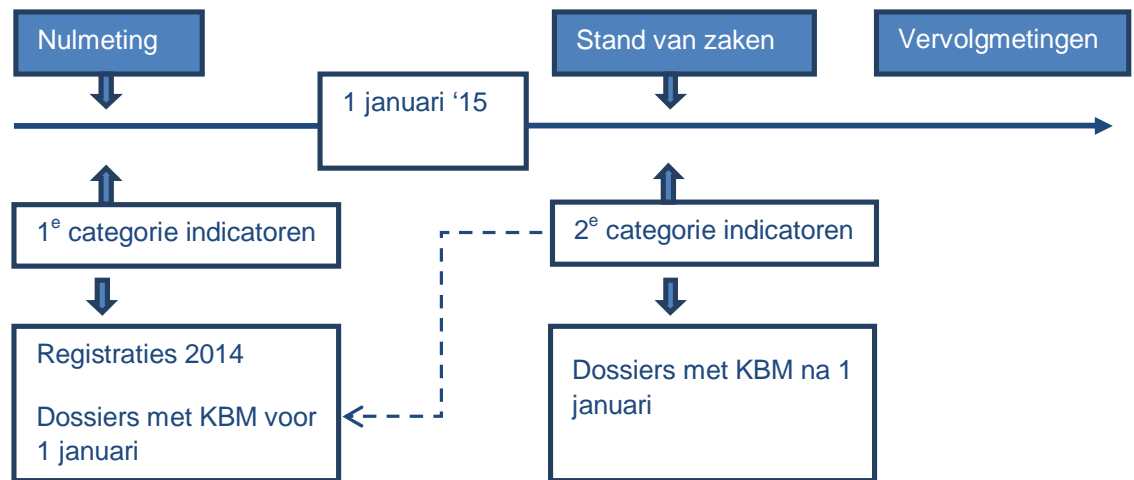 Nulmeting
Stand van zaken
Vervolgmetingen
1 januari ‘15
1e categorie indicatoren
2e categorie indicatoren
Registraties 2014
Dossiers met KBM voor
1 januari
Dossiers met KBM na 1
januari